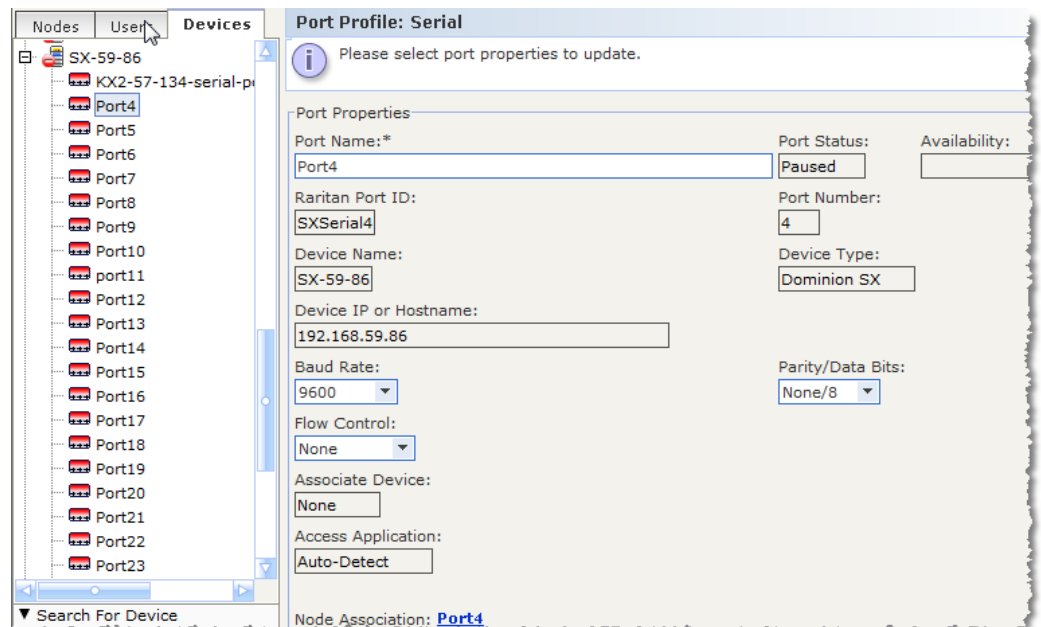 Nodes
User
Devices
SX-59-86
KX2-57-134-serial-p
Port4
Port5
Port6
Port7
Port8
Port9
Port10
port11
Port12
Port13
Port14
Port15
Port16
Port17
Port18
Port19
Port20
Port21
Port22
Port23
Search For Device
Port Profile: Serial
Please select port properties to update.
Port Properties
Port Name:* Port Status: Availability:
Port4 Paused
Raritan Port ID: Port Number:
SXSerial4 4
Device Name: Device Type:
SX-59-86 Dominion SX
Device IP or Hostname:
192.168.59.86
Baud Rate: Parity/Data Bits:
9600 None/8
Flow Control:
None
Associate Device:
None
Access Application:
Auto-Detect
Node Association: Port4